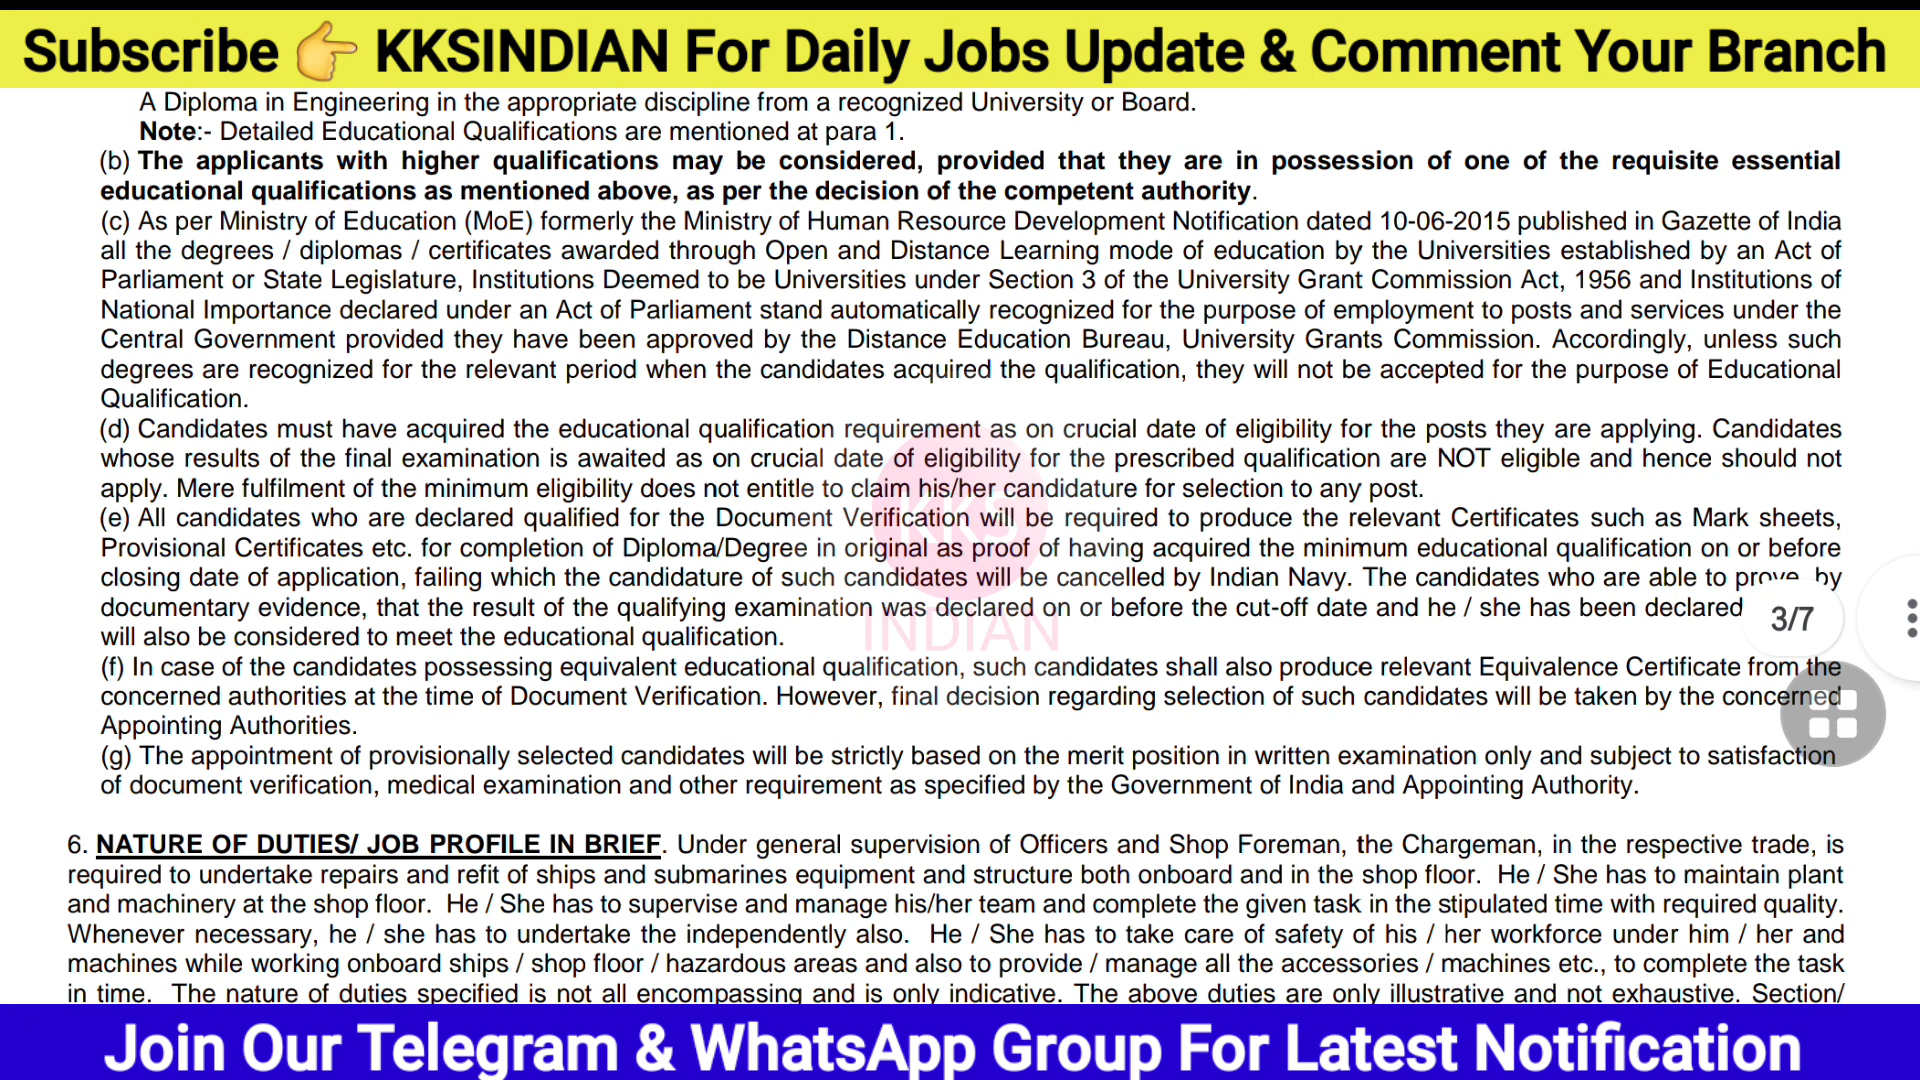 Subscribe 👉 KKSINDIAN For Daily Jobs Update & Comment Your Branch
A Diploma in Engineering in the appropriate discipline from a recognized University or Board.
Note:- Detailed Educational Qualifications are mentioned at para 1.
(b) The applicants with higher qualifications may be considered, provided that they are in possession of one of the requisite essential
educational qualifications as mentioned above, as per the decision of the competent authority.
(c) As per Ministry of Education (MoE) formerly the Ministry of Human Resource Development Notification dated 10-06-2015 published in Gazette of India
all the degrees / diplomas / certificates awarded through Open and Distance Learning mode of education by the Universities established by an Act of
Parliament or State Legislature, Institutions Deemed to be Universities under Section 3 of the University Grant Commission Act, 1956 and Institutions of
National Importance declared under an Act of Parliament stand automatically recognized for the purpose of employment to posts and services under the
Central Government provided they have been approved by the Distance Education Bureau, University Grants Commission. Accordingly, unless such
degrees are recognized for the relevant period when the candidates acquired the qualification, they will not be accepted for the purpose of Educational
Qualification.
(d) Candidates must have acquired the educational qualification requirement as on crucial date of eligibility for the posts they are applying. Candidates
whose results of the final examination is awaited as on crucial date of eligibility for the prescribed qualification are NOT eligible and hence should not
apply. Mere fulfilment of the minimum eligibility does not entitle to claim his/her candidature for selection to any post.
(e) All candidates who are declared qualified for the Document Verification will be required to produce the relevant Certificates such as Mark sheets,
Provisional Certificates etc. for completion of Diploma/Degree in original as proof of having acquired the minimum educational qualification on or before
closing date of application, failing which the candidature of such candidates will be cancelled by Indian Navy. The candidates who are able to prove, by
documentary evidence, that the result of the qualifying examination was declared on or before the cut-off date and he / she has been declared
will also be considered to meet the educational qualification.
(f) In case of the candidates possessing equivalent educational qualification, such candidates shall also produce relevant Equivalence Certificate from the
concerned authorities at the time of Document Verification. However, final decision regarding selection of such candidates will be taken by the concerned
Appointing Authorities.
(g) The appointment of provisionally selected candidates will be strictly based on the merit position in written examination only and subject to satisfaction
of document verification, medical examination and other requirement as specified by the Government of India and Appointing Authority.
6. NATURE OF DUTIES/ JOB PROFILE IN BRIEF. Under general supervision of Officers and Shop Foreman, the Chargeman, in the respective trade, is
required to undertake repairs and refit of ships and submarines equipment and structure both onboard and in the shop floor. He / She has to maintain plant
and machinery at the shop floor. He / She has to supervise and manage his/her team and complete the given task in the stipulated time with required quality.
Whenever necessary, he / she has to undertake the independently also. He / She has to take care of safety of his / her workforce under him / her and
machines while working onboard ships / shop floor / hazardous areas and also to provide / manage all the accessories / machines etc., to complete the task
in time. The nature of duties specified is not all encompassing and is only indicative. The above duties are only illustrative and not exhaustive. Section/
KKS
INDIAN
3/7
Join Our Telegram & WhatsApp Group For Latest Notification